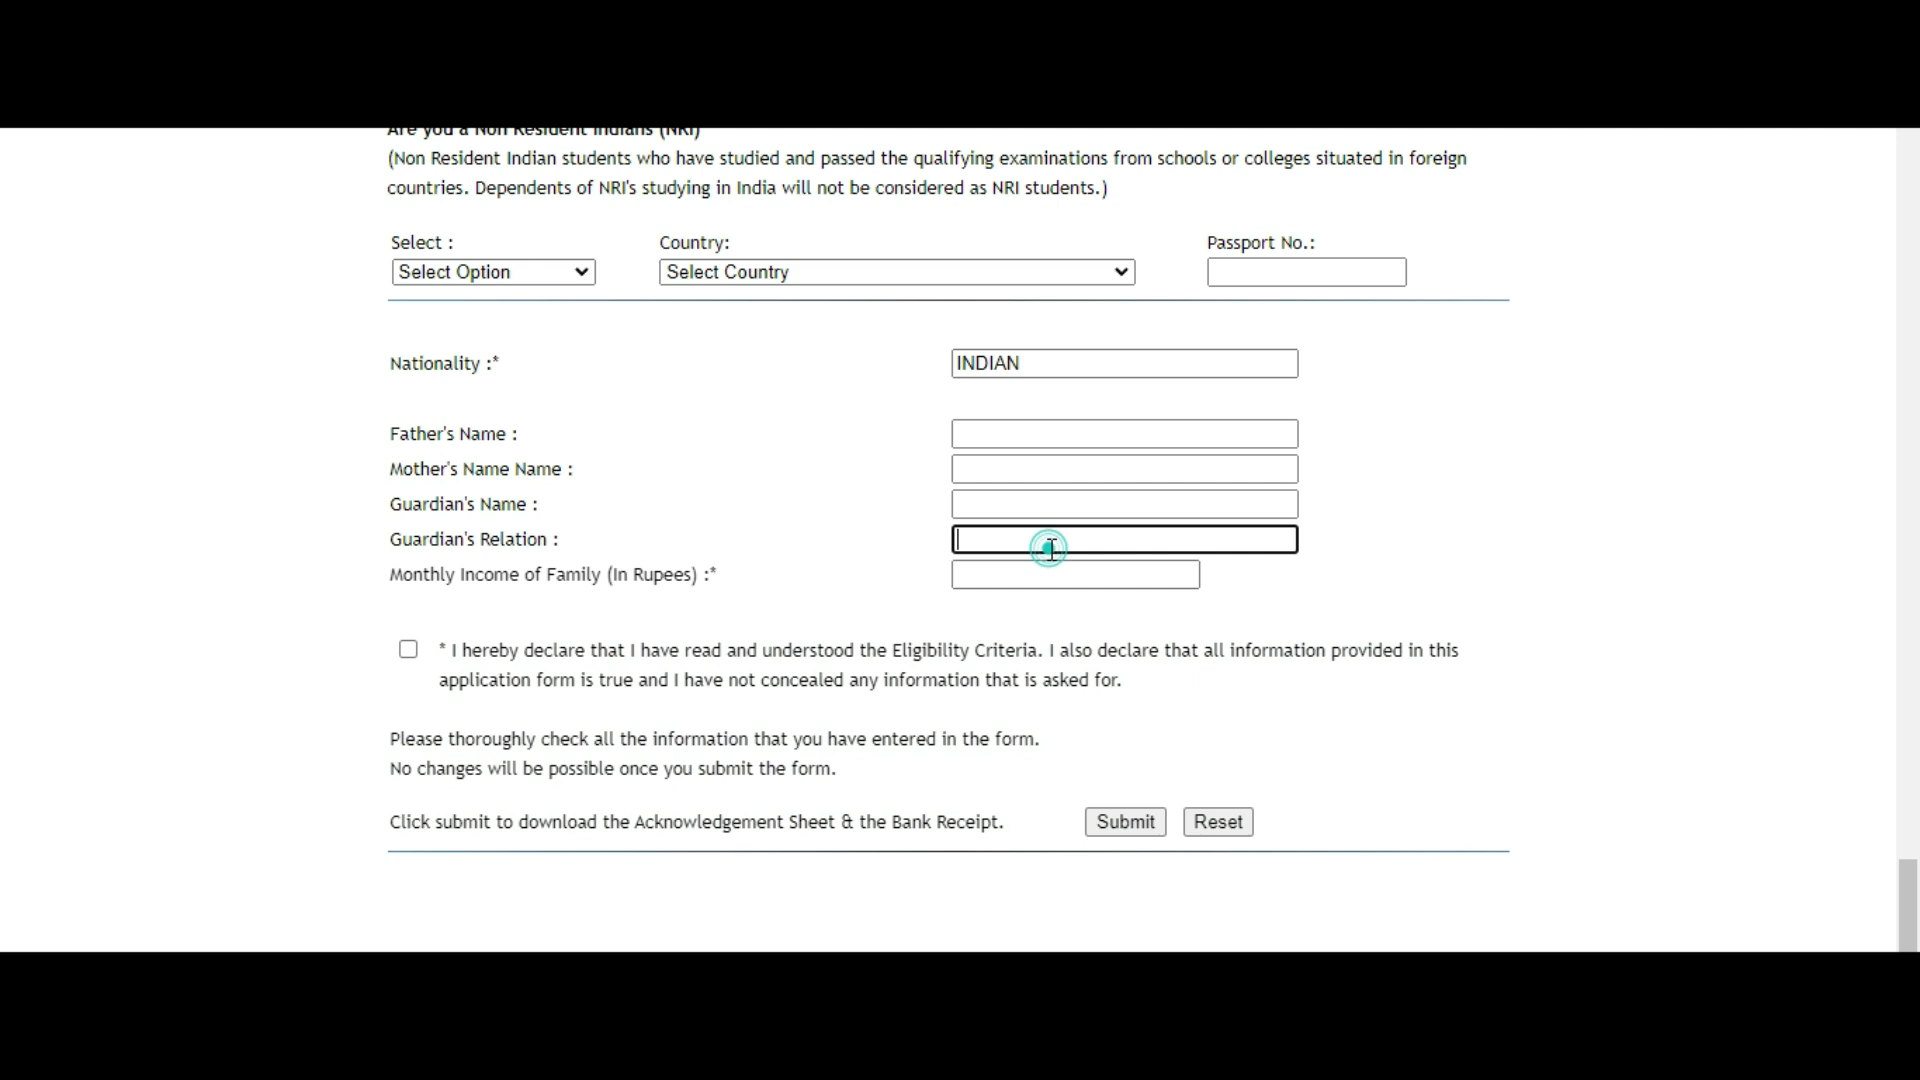 Are you a Non Resident Indians (NRI)
(Non Resident Indian students who have studied and passed the qualifying examinations from schools or colleges situated in foreign
countries. Dependents of NRI's studying in India will not be considered as NRI students.)
Select : Country: Passport No.:
Select Option Select Country
Nationality :* INDIAN
Father's Name :
Mother's Name Name :
Guardian's Name :
Guardian's Relation :
Monthly Income of Family (In Rupees) :*
* I hereby declare that I have read and understood the Eligibility Criteria. I also declare that all information provided in this
application form is true and I have not concealed any information that is asked for.
Please thoroughly check all the information that you have entered in the form.
No changes will be possible once you submit the form.
Click submit to download the Acknowledgement Sheet & the Bank Receipt. Submit Reset